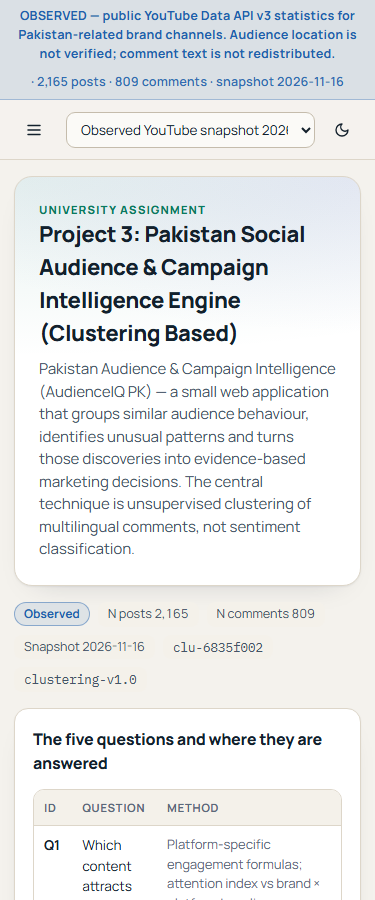 OBSERVED — public YouTube Data API v3 statistics for
Pakistan-related brand channels. Audience location is
not verified; comment text is not redistributed.
· 2,165 posts · 809 comments · snapshot 2026-11-16
Observed YouTube snapshot 202
UNIVERSITY ASSIGNMENT
Project 3: Pakistan Social
Audience & Campaign
Intelligence Engine
(Clustering Based)
Pakistan Audience & Campaign Intelligence
(AudienceIQ PK) — a small web application
that groups similar audience behaviour,
identifies unusual patterns and turns
those discoveries into evidence-based
marketing decisions. The central
technique is unsupervised clustering of
multilingual comments, not sentiment
classification.
Observed N posts 2,165 N comments 809
Snapshot 2026-11-16 clu-6835f002
clustering-v1.0
The five questions and where they are
answered
ID QUESTION METHOD
Q1 Which Platform-specific
content engagement formulas;
attracts attention index vs brand ×